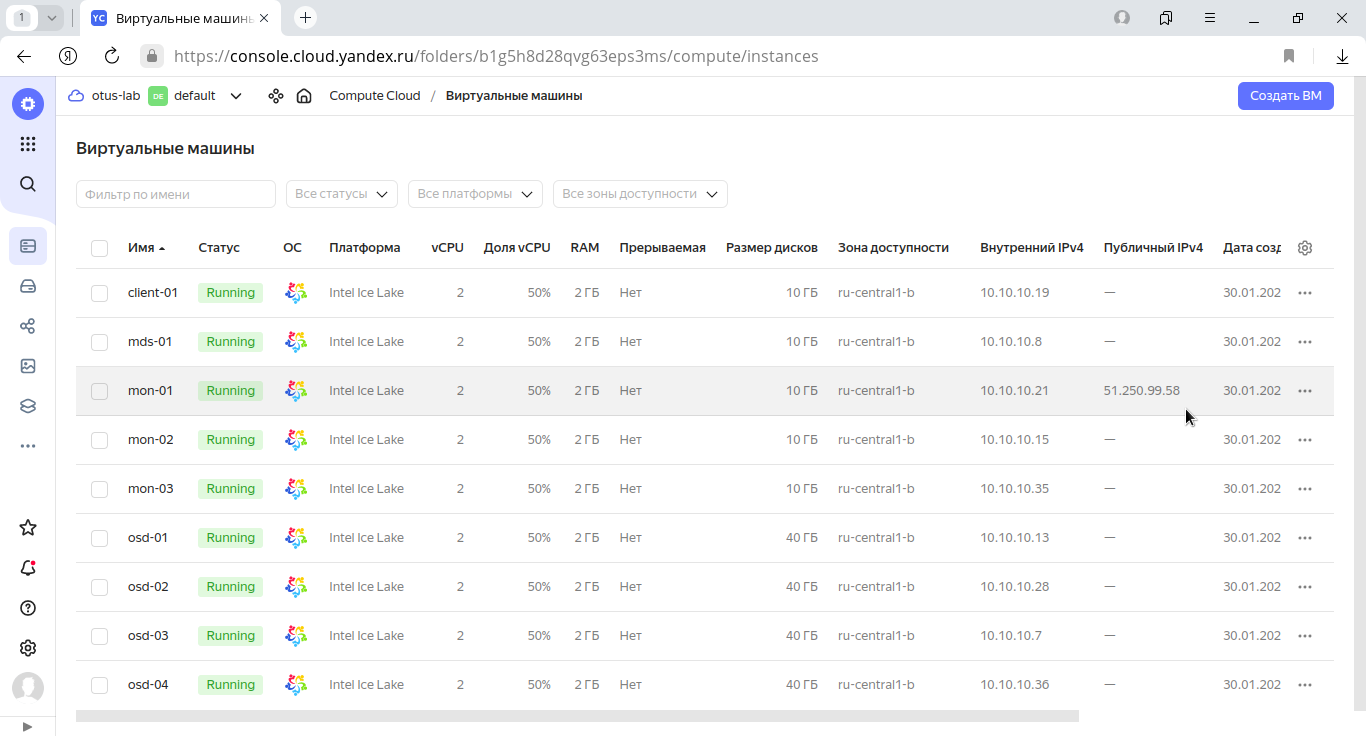 1
YC
Виртуальные машины
Я
https://console.cloud.yandex.ru/folders/b1g5h8d28qvg63eps3ms/compute/instances
otus-lab DE default Compute Cloud / Виртуальные машины Создать ВМ
Виртуальные машины
Фильтр по имени Все статусы Все платформы Все зоны доступности
Имя Статус ОС Платформа vCPU Доля vCPU RAM Прерываемая Размер дисков Зона доступности Внутренний IPv4 Публичный IPv4 Дата созд
client-01 Running Intel Ice Lake 2 50% 2 ГБ Нет 10 ГБ ru-central1-b 10.10.10.19 — 30.01.202
mds-01 Running Intel Ice Lake 2 50% 2 ГБ Нет 10 ГБ ru-central1-b 10.10.10.8 — 30.01.202
mon-01 Running Intel Ice Lake 2 50% 2 ГБ Нет 10 ГБ ru-central1-b 10.10.10.21 51.250.99.58 30.01.202
mon-02 Running Intel Ice Lake 2 50% 2 ГБ Нет 10 ГБ ru-central1-b 10.10.10.15 — 30.01.202
mon-03 Running Intel Ice Lake 2 50% 2 ГБ Нет 10 ГБ ru-central1-b 10.10.10.35 — 30.01.202
osd-01 Running Intel Ice Lake 2 50% 2 ГБ Нет 40 ГБ ru-central1-b 10.10.10.13 — 30.01.202
osd-02 Running Intel Ice Lake 2 50% 2 ГБ Нет 40 ГБ ru-central1-b 10.10.10.28 — 30.01.202
osd-03 Running Intel Ice Lake 2 50% 2 ГБ Нет 40 ГБ ru-central1-b 10.10.10.7 — 30.01.202
osd-04 Running Intel Ice Lake 2 50% 2 ГБ Нет 40 ГБ ru-central1-b 10.10.10.36 — 30.01.202